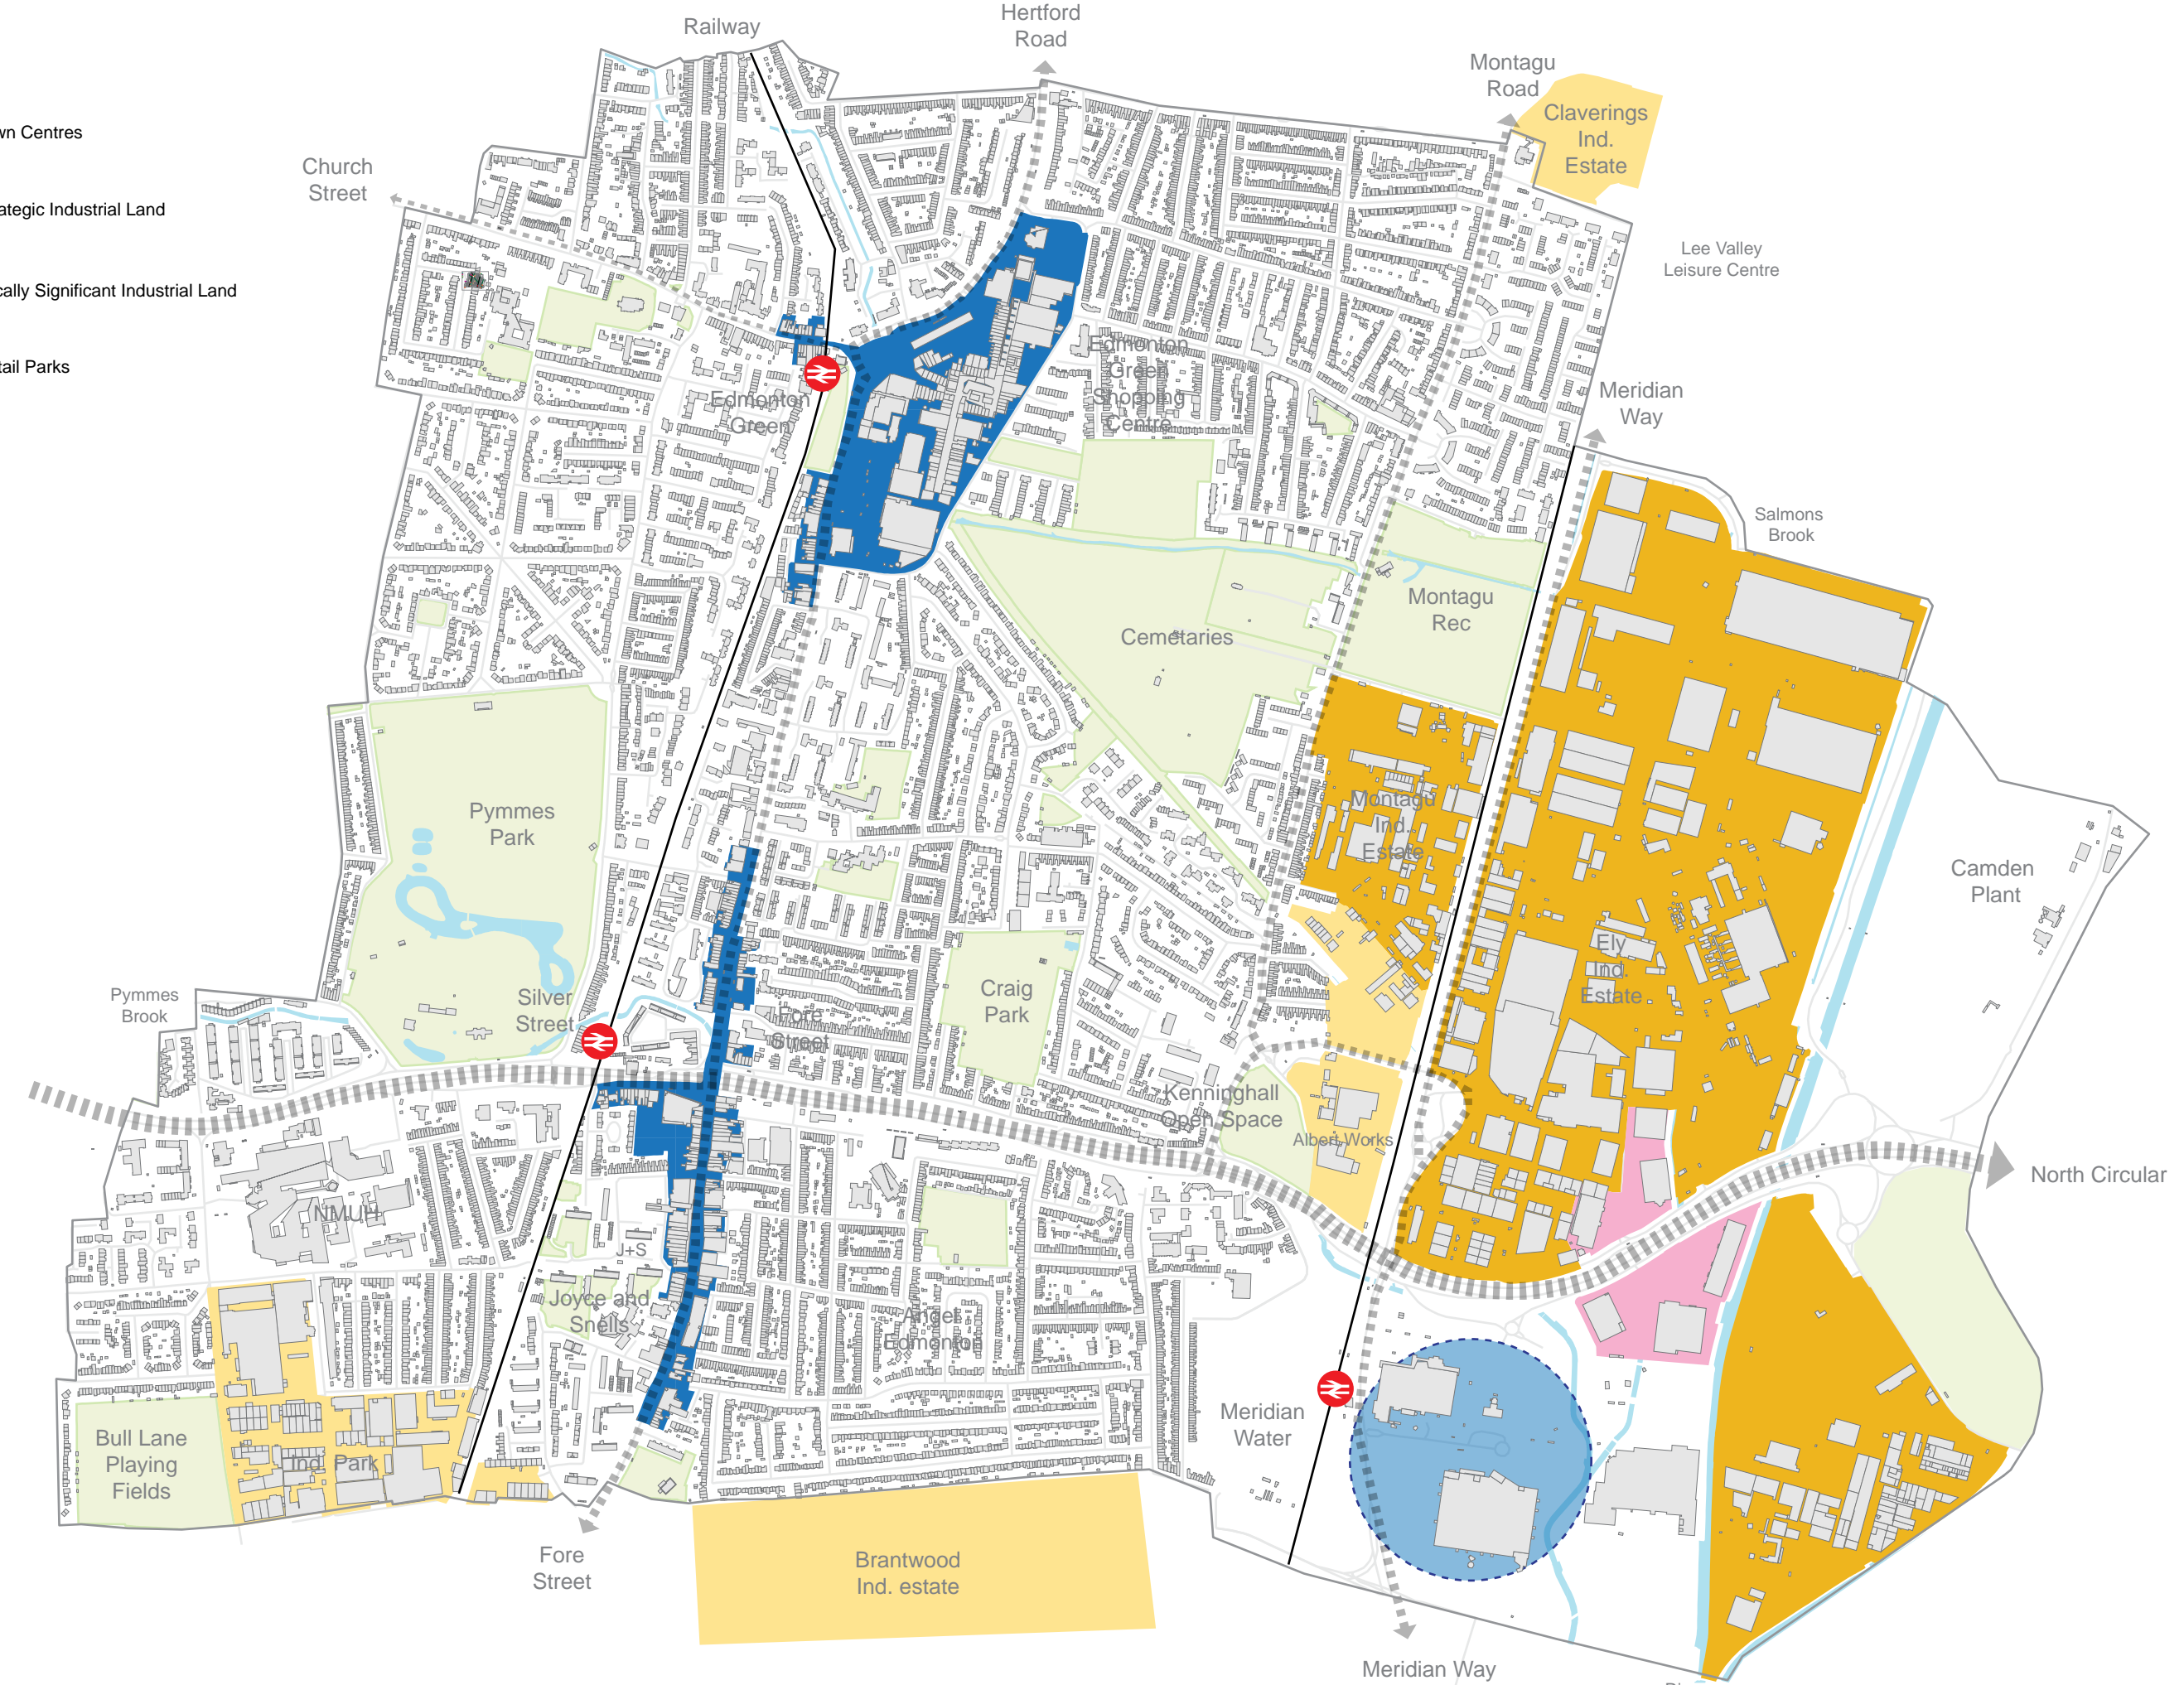 Railway
Hertford
Road
Montagu
Road
Claverings
Ind.
Estate
wn Centres
Church
Street
ategic Industrial Land
Lee Valley
Leisure Centre
cally Significant Industrial Land
Edmonton
Green
Shopping
Centre
tail Parks
Edmonton
Green
Meridian
Way
Salmons
Brook
Montagu
Rec
Cemetaries
Pymmes
Park
Montagu
Ind.
Estate
Camden
Plant
Ely
Ind.
Estate
Pymmes
Brook
Silver
Street
Craig
Park
Fore
Street
Kenninghall
Open Space
Albert Works
North Circular
NMUH
J+S
Joyce and
Snells
Angel
Edmonton
Meridian
Water
Bull Lane
Playing
Fields
Ind. Park
Fore
Street
Brantwood
Ind. estate
Meridian Way